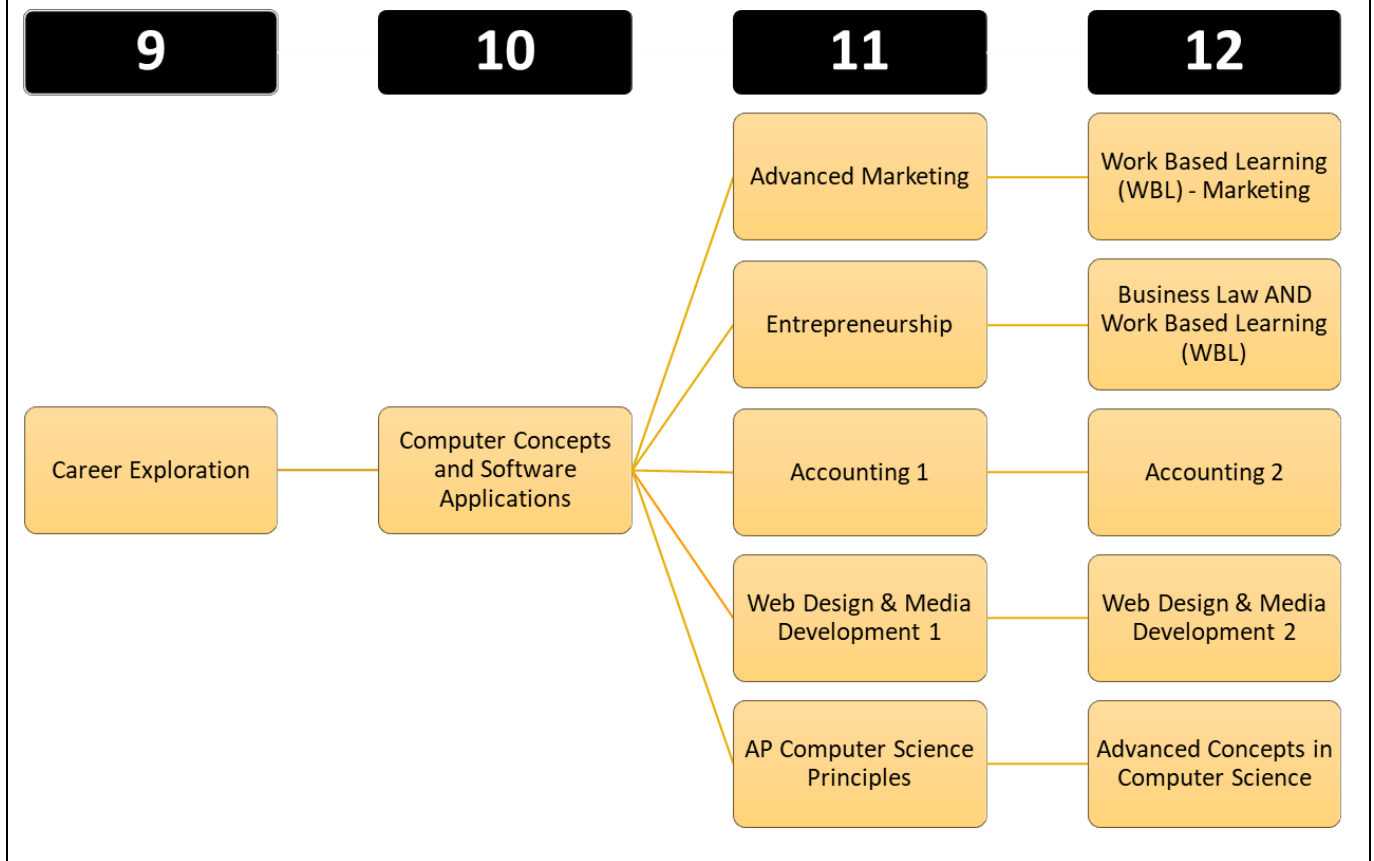 9
10
11
12
Career Exploration
Computer Concepts
and Software
Applications
Advanced Marketing
Work Based Learning
(WBL) - Marketing
Entrepreneurship
Business Law AND
Work Based Learning
(WBL)
Accounting 1
Accounting 2
Web Design & Media
Development 1
Web Design & Media
Development 2
AP Computer Science
Principles
Advanced Concepts in
Computer Science